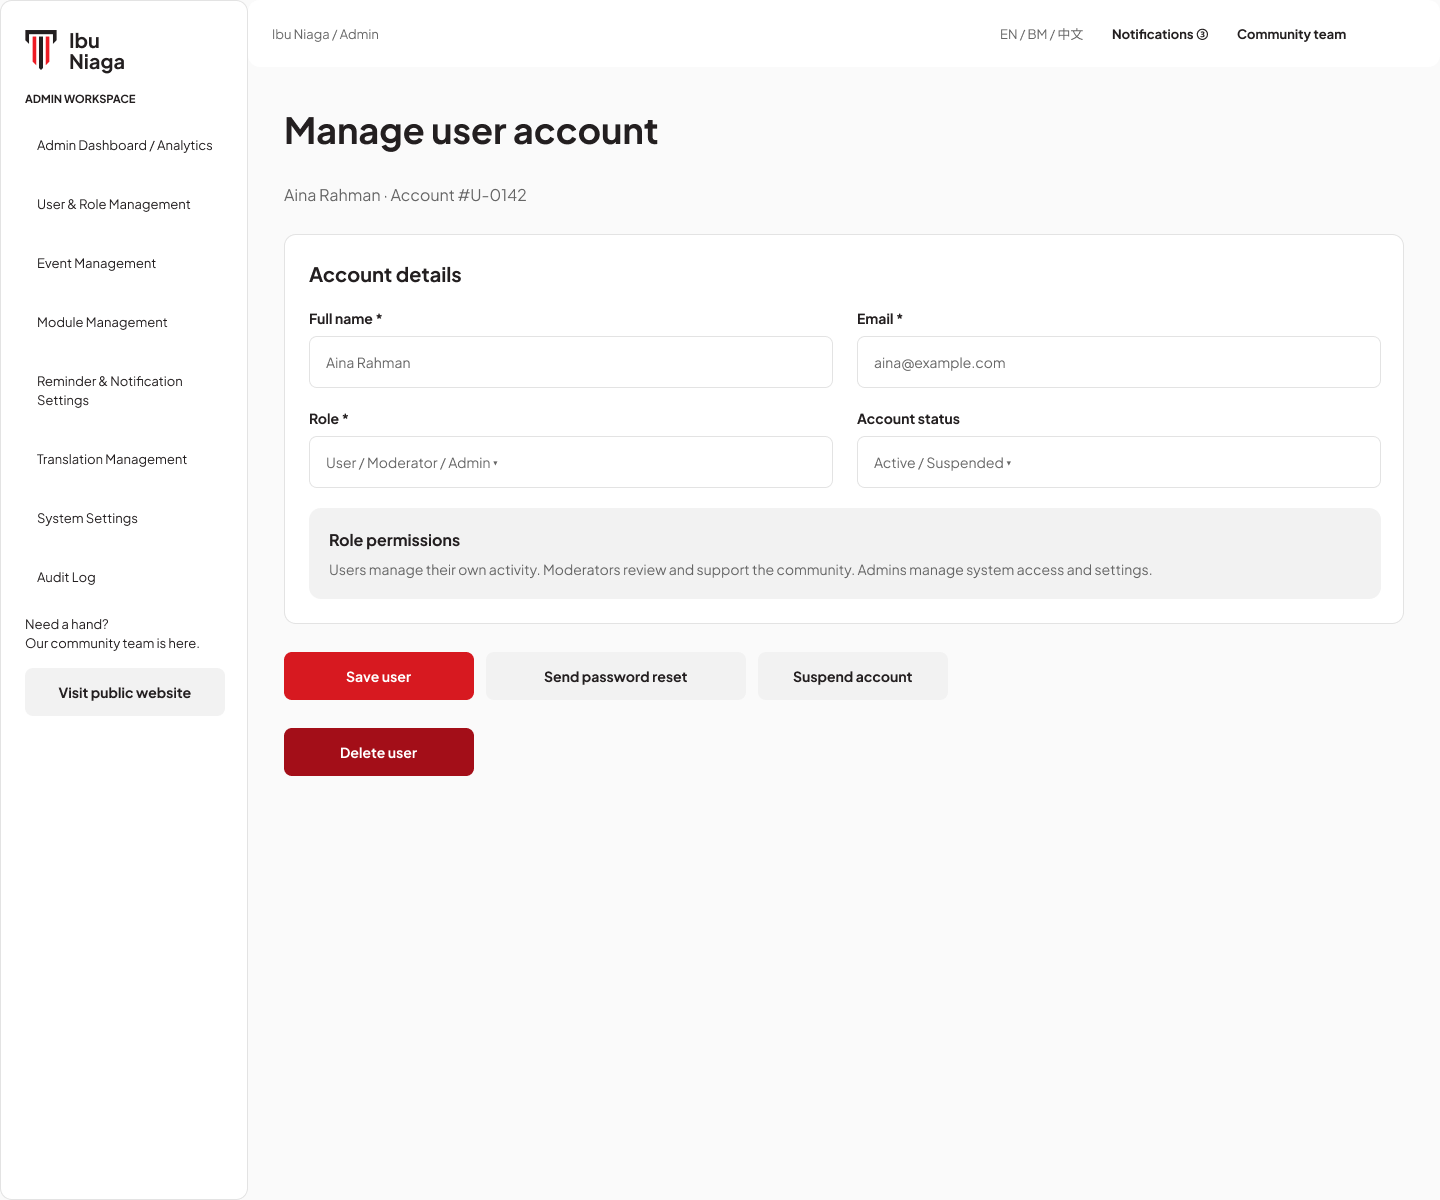 Ibu
Niaga
ADMIN WORKSPACE
Admin Dashboard / Analytics
User & Role Management
Event Management
Module Management
Reminder & Notification
Settings
Translation Management
System Settings
Audit Log
Need a hand?
Our community team is here.
Visit public website
Ibu Niaga / Admin
EN / BM / 中文
Notifications ③
Community team
Manage user account
Aina Rahman · Account #U-0142
Account details
Full name *
Email *
Aina Rahman
aina@example.com
Role *
Account status
User / Moderator / Admin ▾
Active / Suspended ▾
Role permissions
Users manage their own activity. Moderators review and support the community. Admins manage system access and settings.
Save user
Send password reset
Suspend account
Delete user